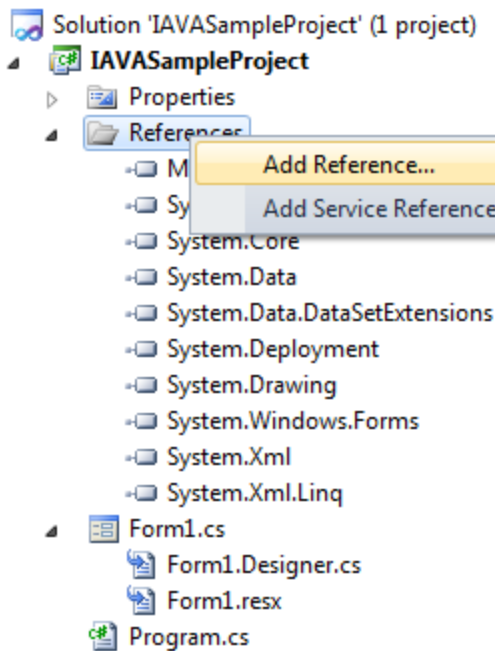 Solution 'IAVASampleProject' (1 project)
IAVASampleProject
Properties
References
Add Reference...
M
Add Service Reference
Sy
System.Core
System.Data
System.Data.DataSetExtensions
System.Deployment
System.Drawing
System.Windows.Forms
System.Xml
System.Xml.Linq
Form1.cs
Form1.Designer.cs
Form1.resx
Program.cs